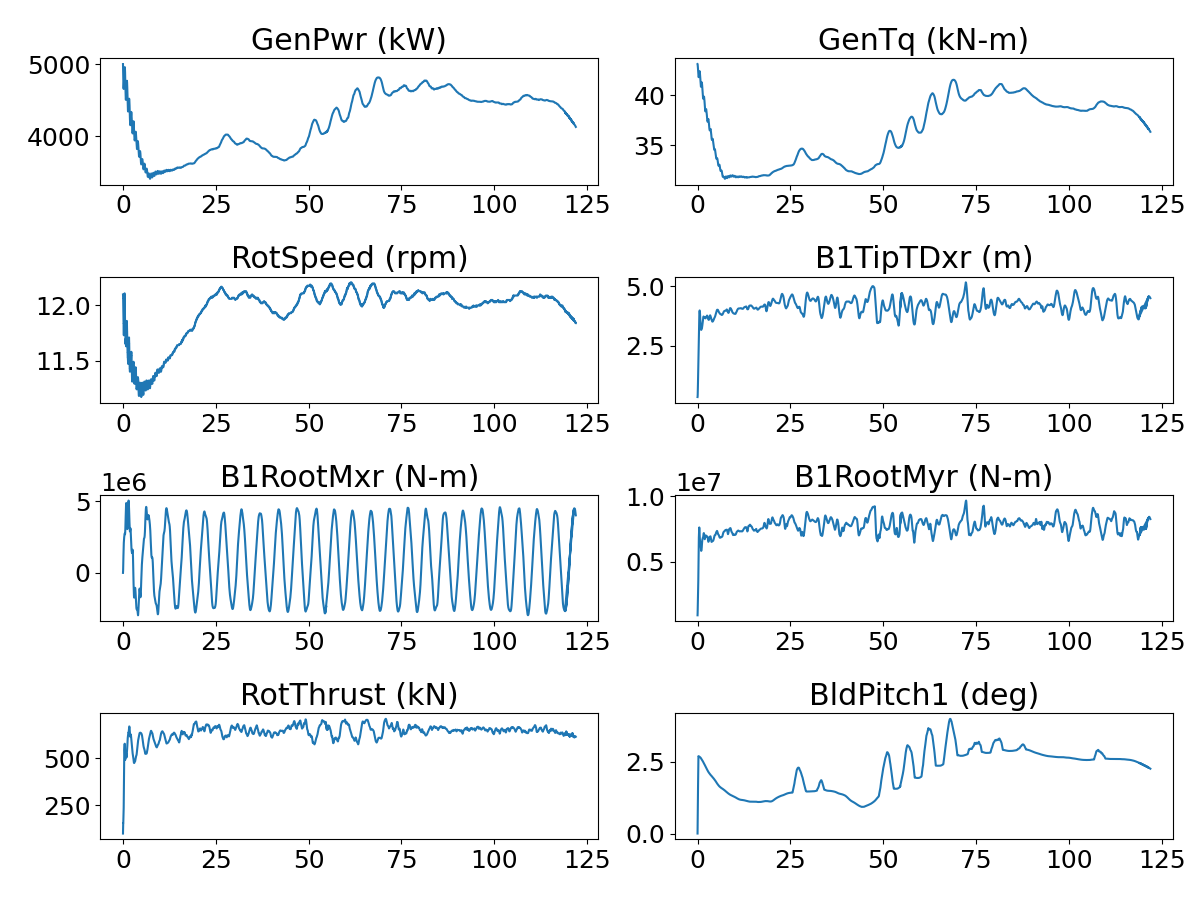 GenPwr (kW)
5000
4000
0 25 50 75 100 125
GenTq (kN-m)
40
35
0 25 50 75 100 125
RotSpeed (rpm)
12.0
11.5
0 25 50 75 100 125
B1TipTDxr (m)
5.0
2.5
0 25 50 75 100 125
B1RootMxr (N-m)
1e6
5
0
0 25 50 75 100 125
B1RootMyr (N-m)
1e7
1.0
0.5
0 25 50 75 100 125
RotThrust (kN)
500
250
0 25 50 75 100 125
BldPitch1 (deg)
2.5
0.0
0 25 50 75 100 125